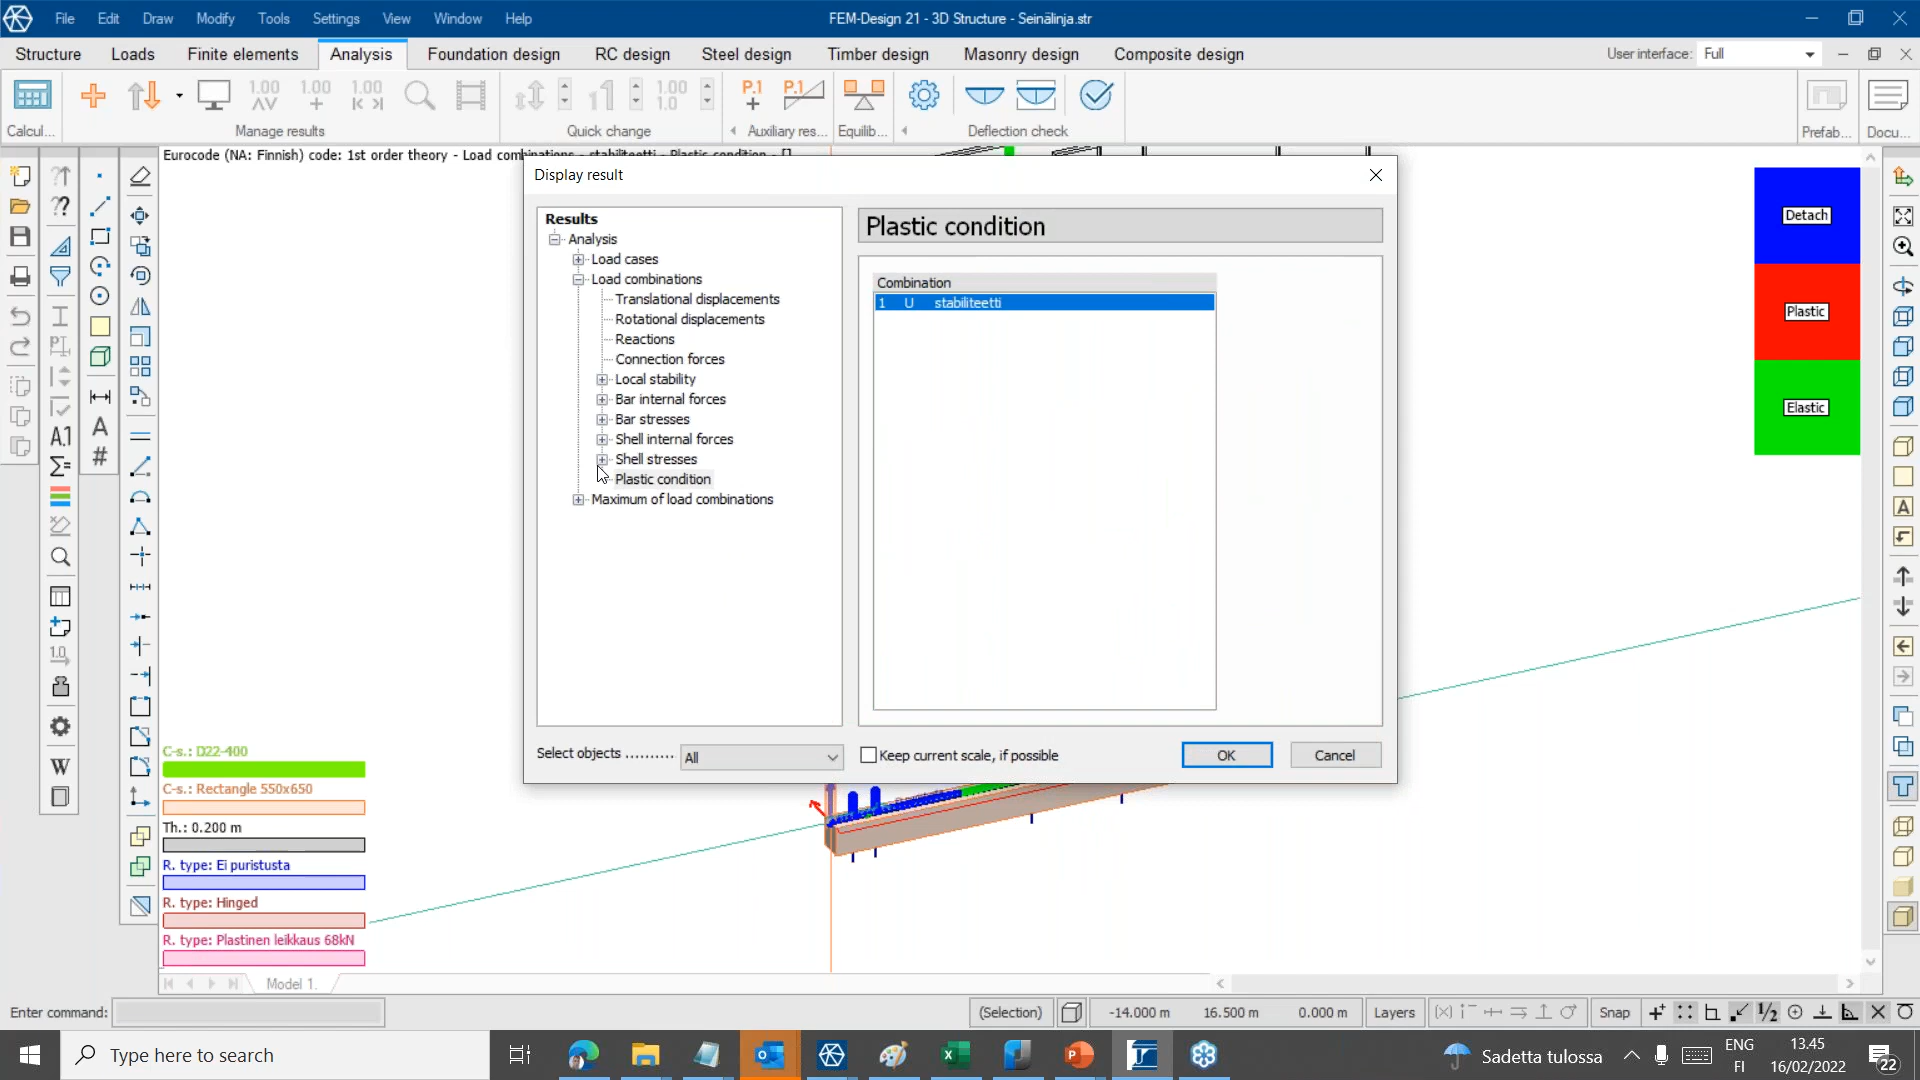 File Edit Draw Modify Tools Settings View Window Help
FEM-Design 21 - 3D Structure - Seinälinja.str
Structure Loads Finite elements Analysis Foundation design RC design Steel design Timber design Masonry design Composite design
User interface: Full
Calcul... Manage results Quick change Auxiliary res... Equilib... Deflection check Prefab... Docu...
Eurocode (NA: Finnish) code: 1st order theory - Load combinations - stabiliteetti - Plastic condition - []
Display result
Results
Analysis
Load cases
Load combinations
Translational displacements
Rotational displacements
Reactions
Connection forces
Local stability
Bar internal forces
Bar stresses
Shell internal forces
Shell stresses
Plastic condition
Maximum of load combinations
Plastic condition
Combination
1 U stabiliteetti
Select objects .......... All
Keep current scale, if possible
OK
Cancel
Detach
Plastic
Elastic
C-s.: D22-400
C-s.: Rectangle 550x650
Th.: 0.200 m
R. type: Ei puristusta
R. type: Hinged
R. type: Plastinen leikkaus 68kN
Model 1.
Enter command:
(Selection)
-14.000 m 16.500 m 0.000 m
Layers
Snap
Type here to search
Sadetta tulossa
ENG
FI
13.45
16/02/2022
22